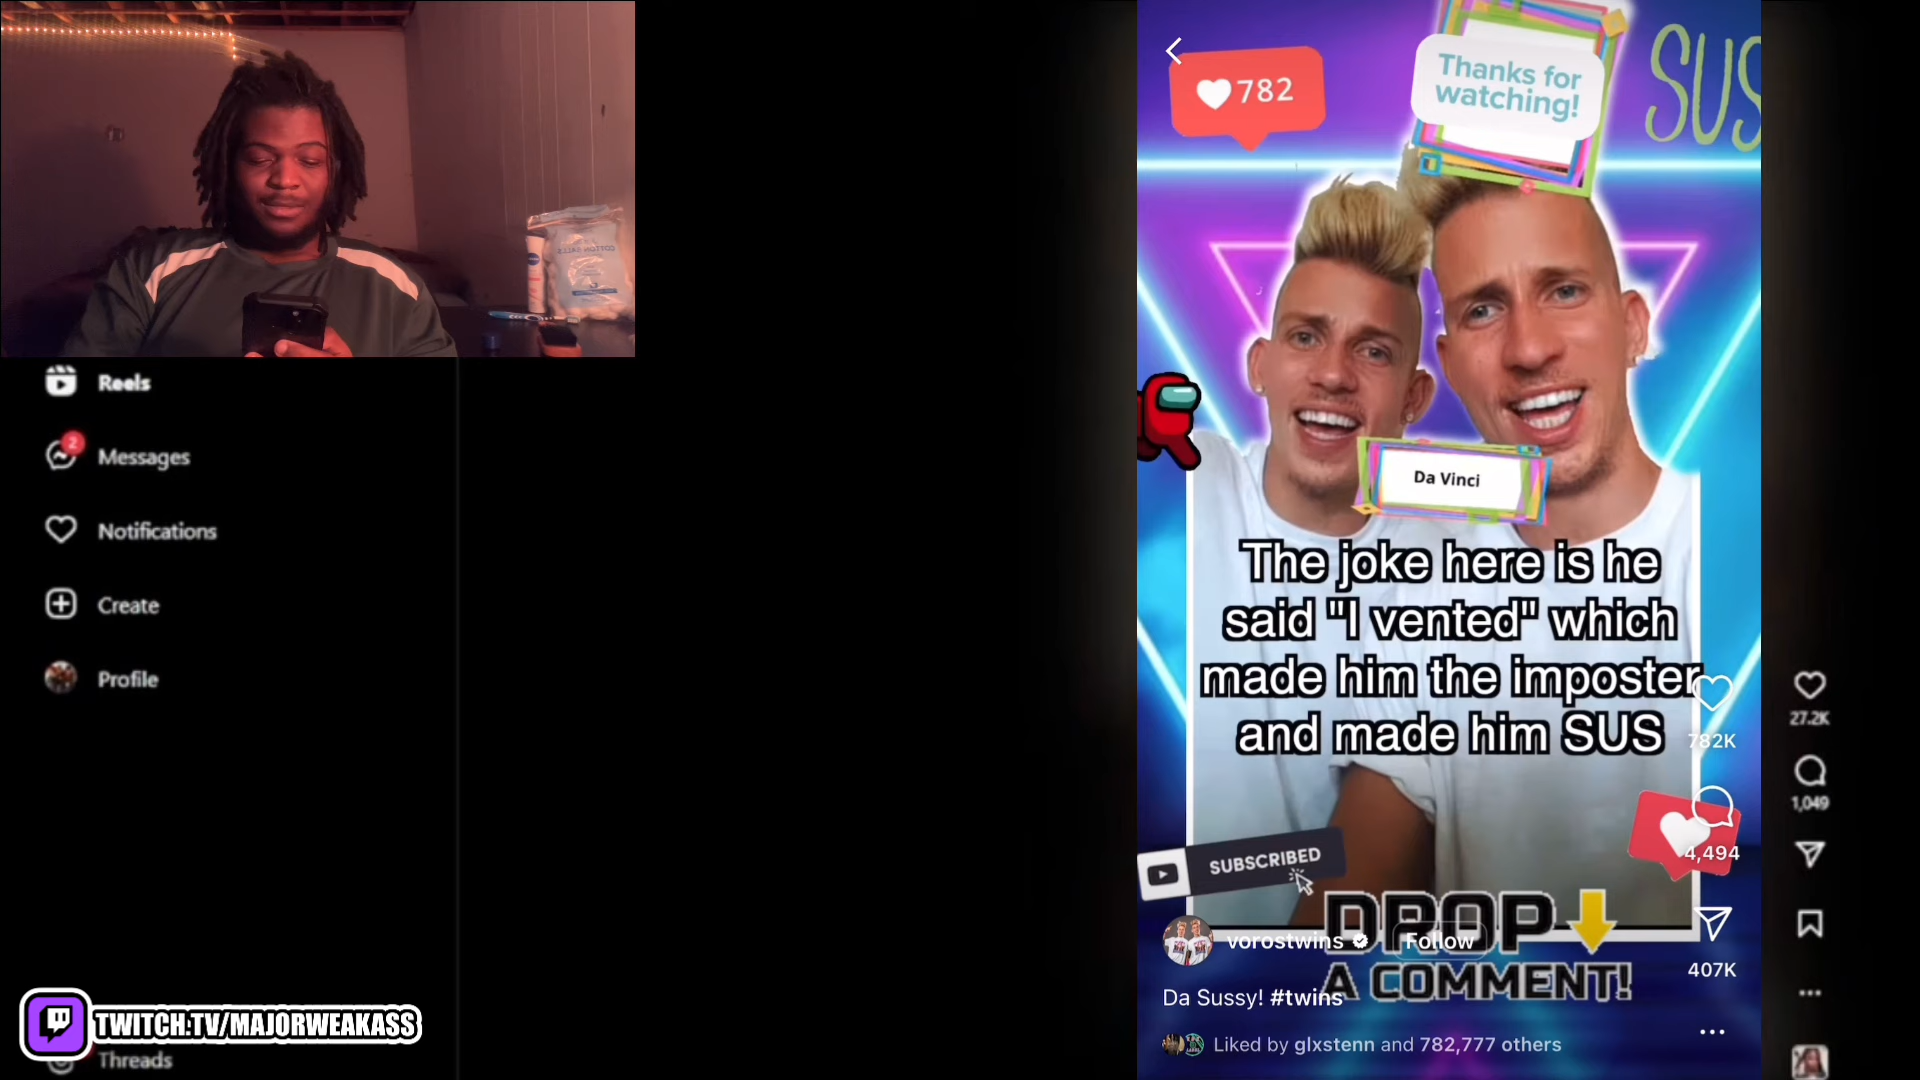 Reels
2
Messages
Notifications
Create
Profile
TWITCH.TV/MAJORWEAKASS
Threads
782
Thanks for
watching!
SUS
Da Vinci
The joke here is he
said "I vented" which
made him the imposter
and made him SUS
782K
4,494
SUBSCRIBED
DROP
A COMMENT!
vorostwins
Follow
407K
Da Sussy! #twins
Liked by glxstenn and 782,777 others
27.2K
1,049